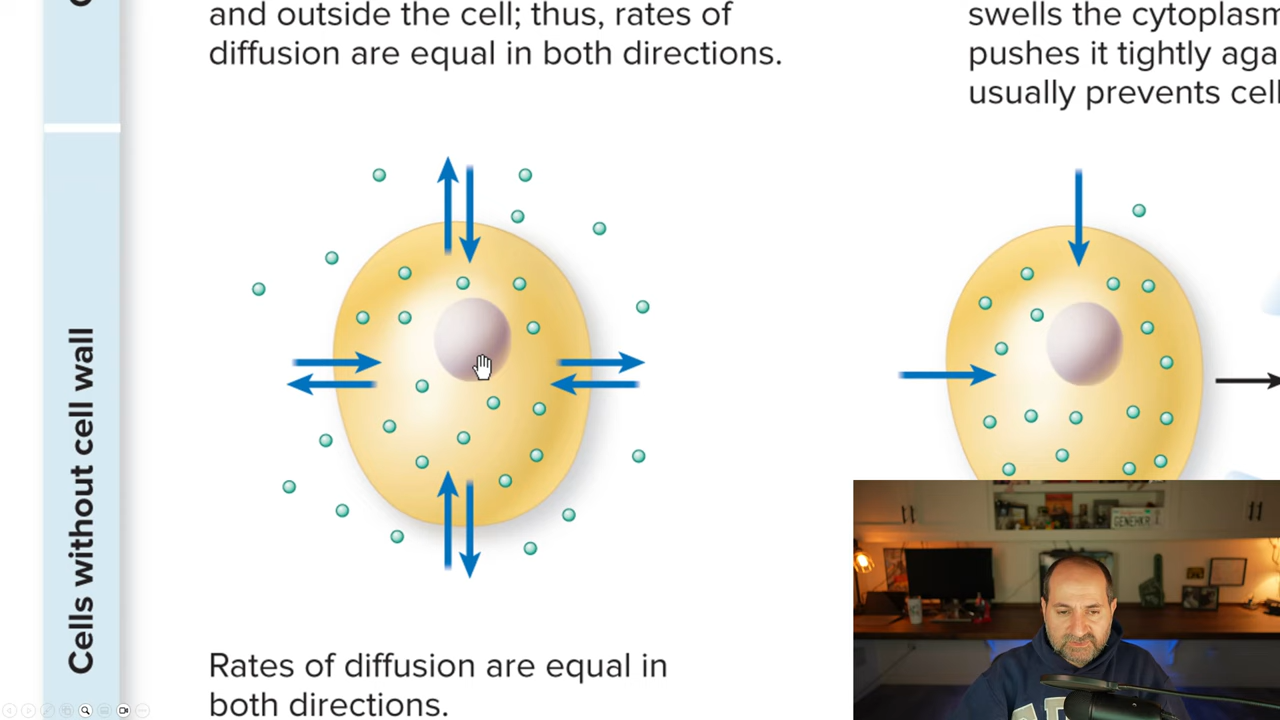 and outside the cell; thus, rates of
diffusion are equal in both directions.
swells the cytoplasm
pushes it tightly aga
usually prevents cell
Cells without cell wall
Rates of diffusion are equal in
both directions.
GENEHKR